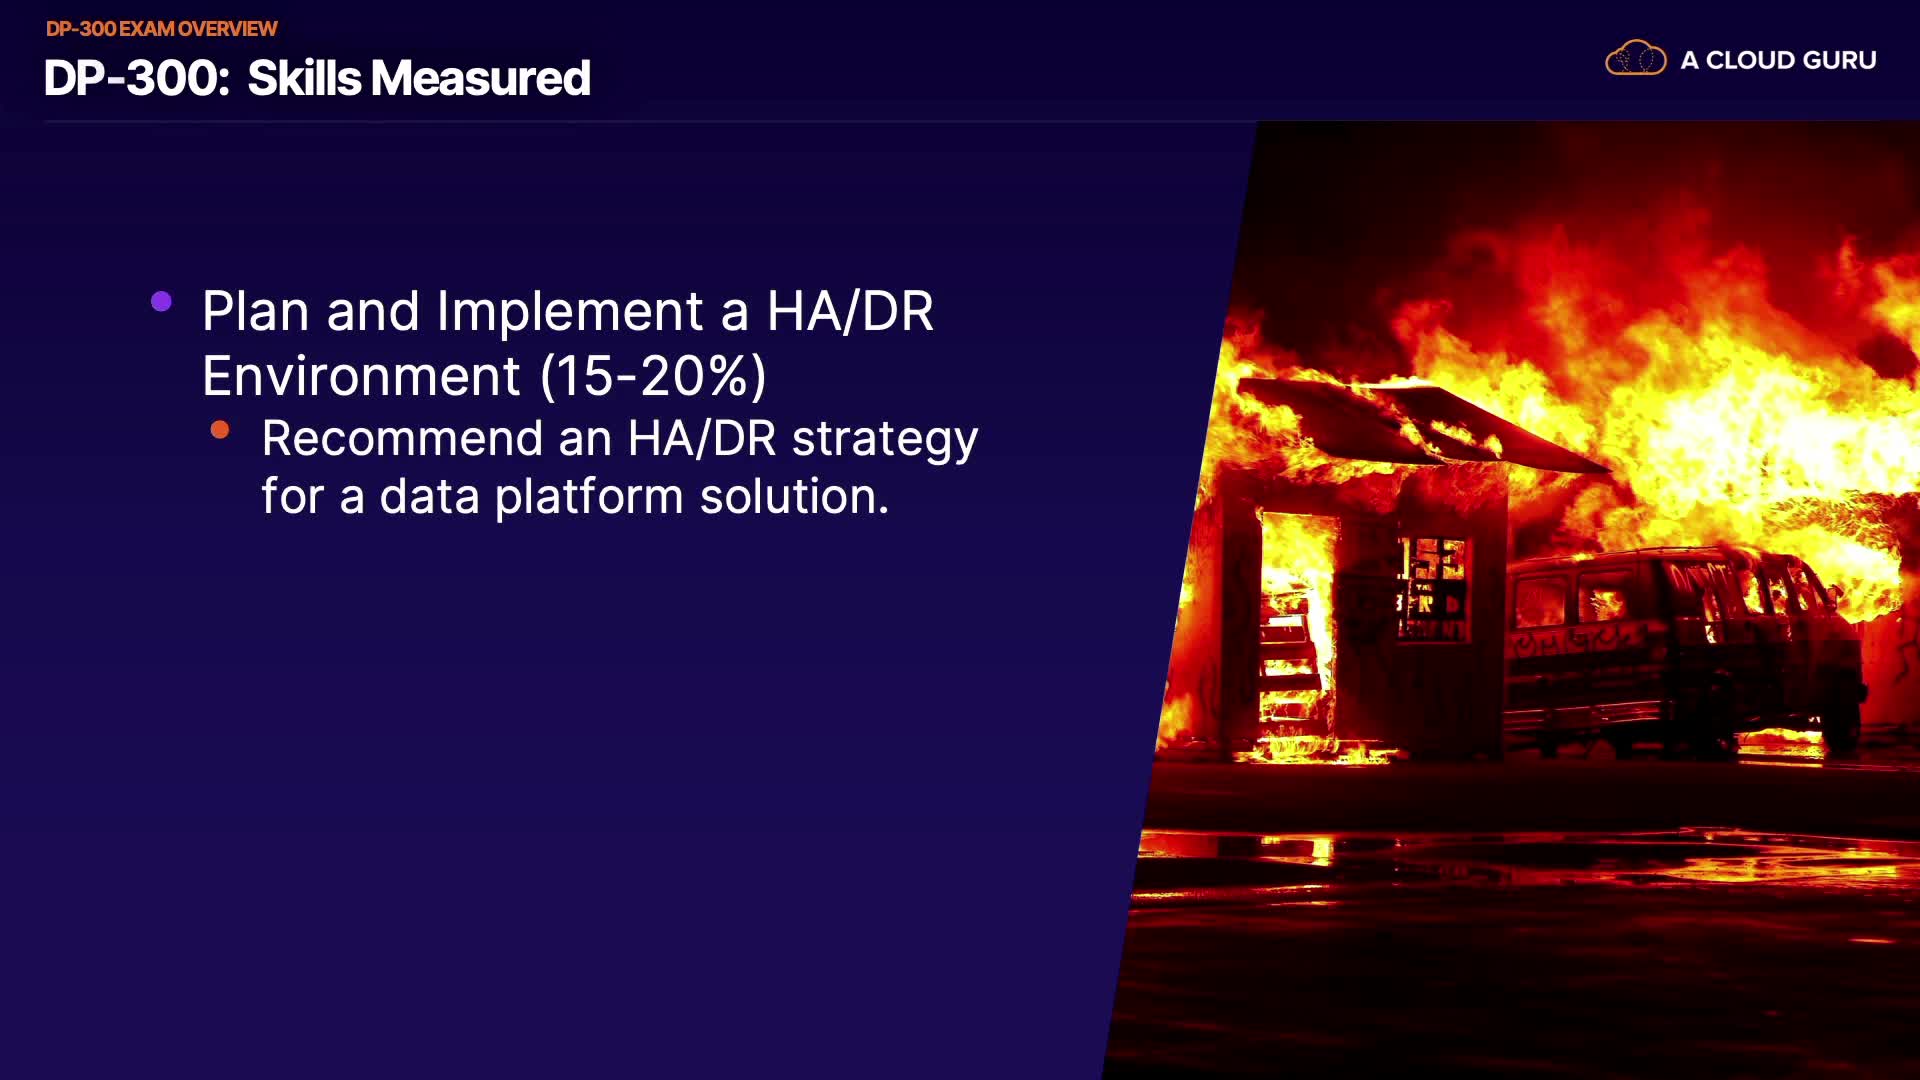 DP-300 EXAM OVERVIEW
DP-300: Skills Measured
A CLOUD GURU
Plan and Implement a HA/DR
Environment (15-20%)
Recommend an HA/DR strategy
for a data platform solution.